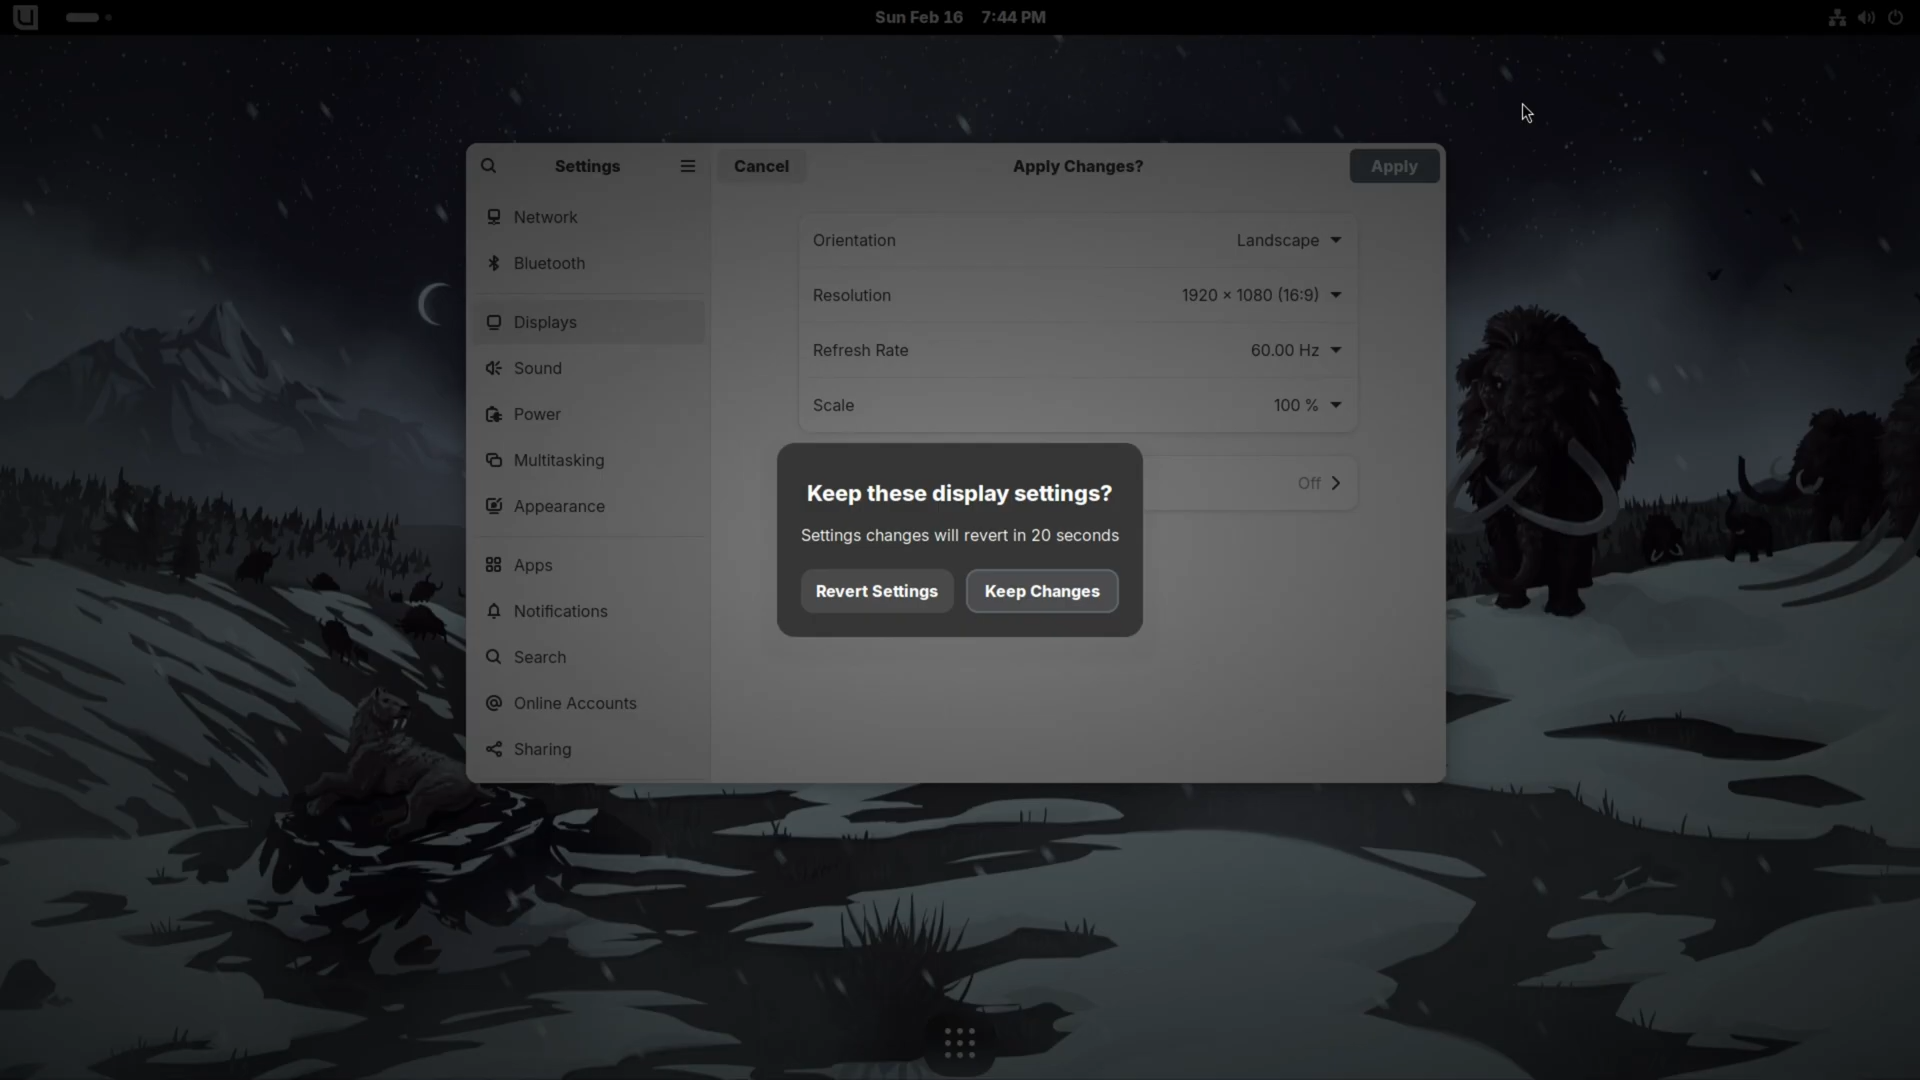 Sun Feb 16 7:44 PM
Settings
Cancel
Apply Changes?
Apply
Network
Bluetooth
Displays
Sound
Power
Multitasking
Appearance
Apps
Notifications
Search
Online Accounts
Sharing
Orientation
Landscape
Resolution
1920 × 1080 (16:9)
Refresh Rate
60.00 Hz
Scale
100 %
Off
Keep these display settings?
Settings changes will revert in 20 seconds
Revert Settings
Keep Changes